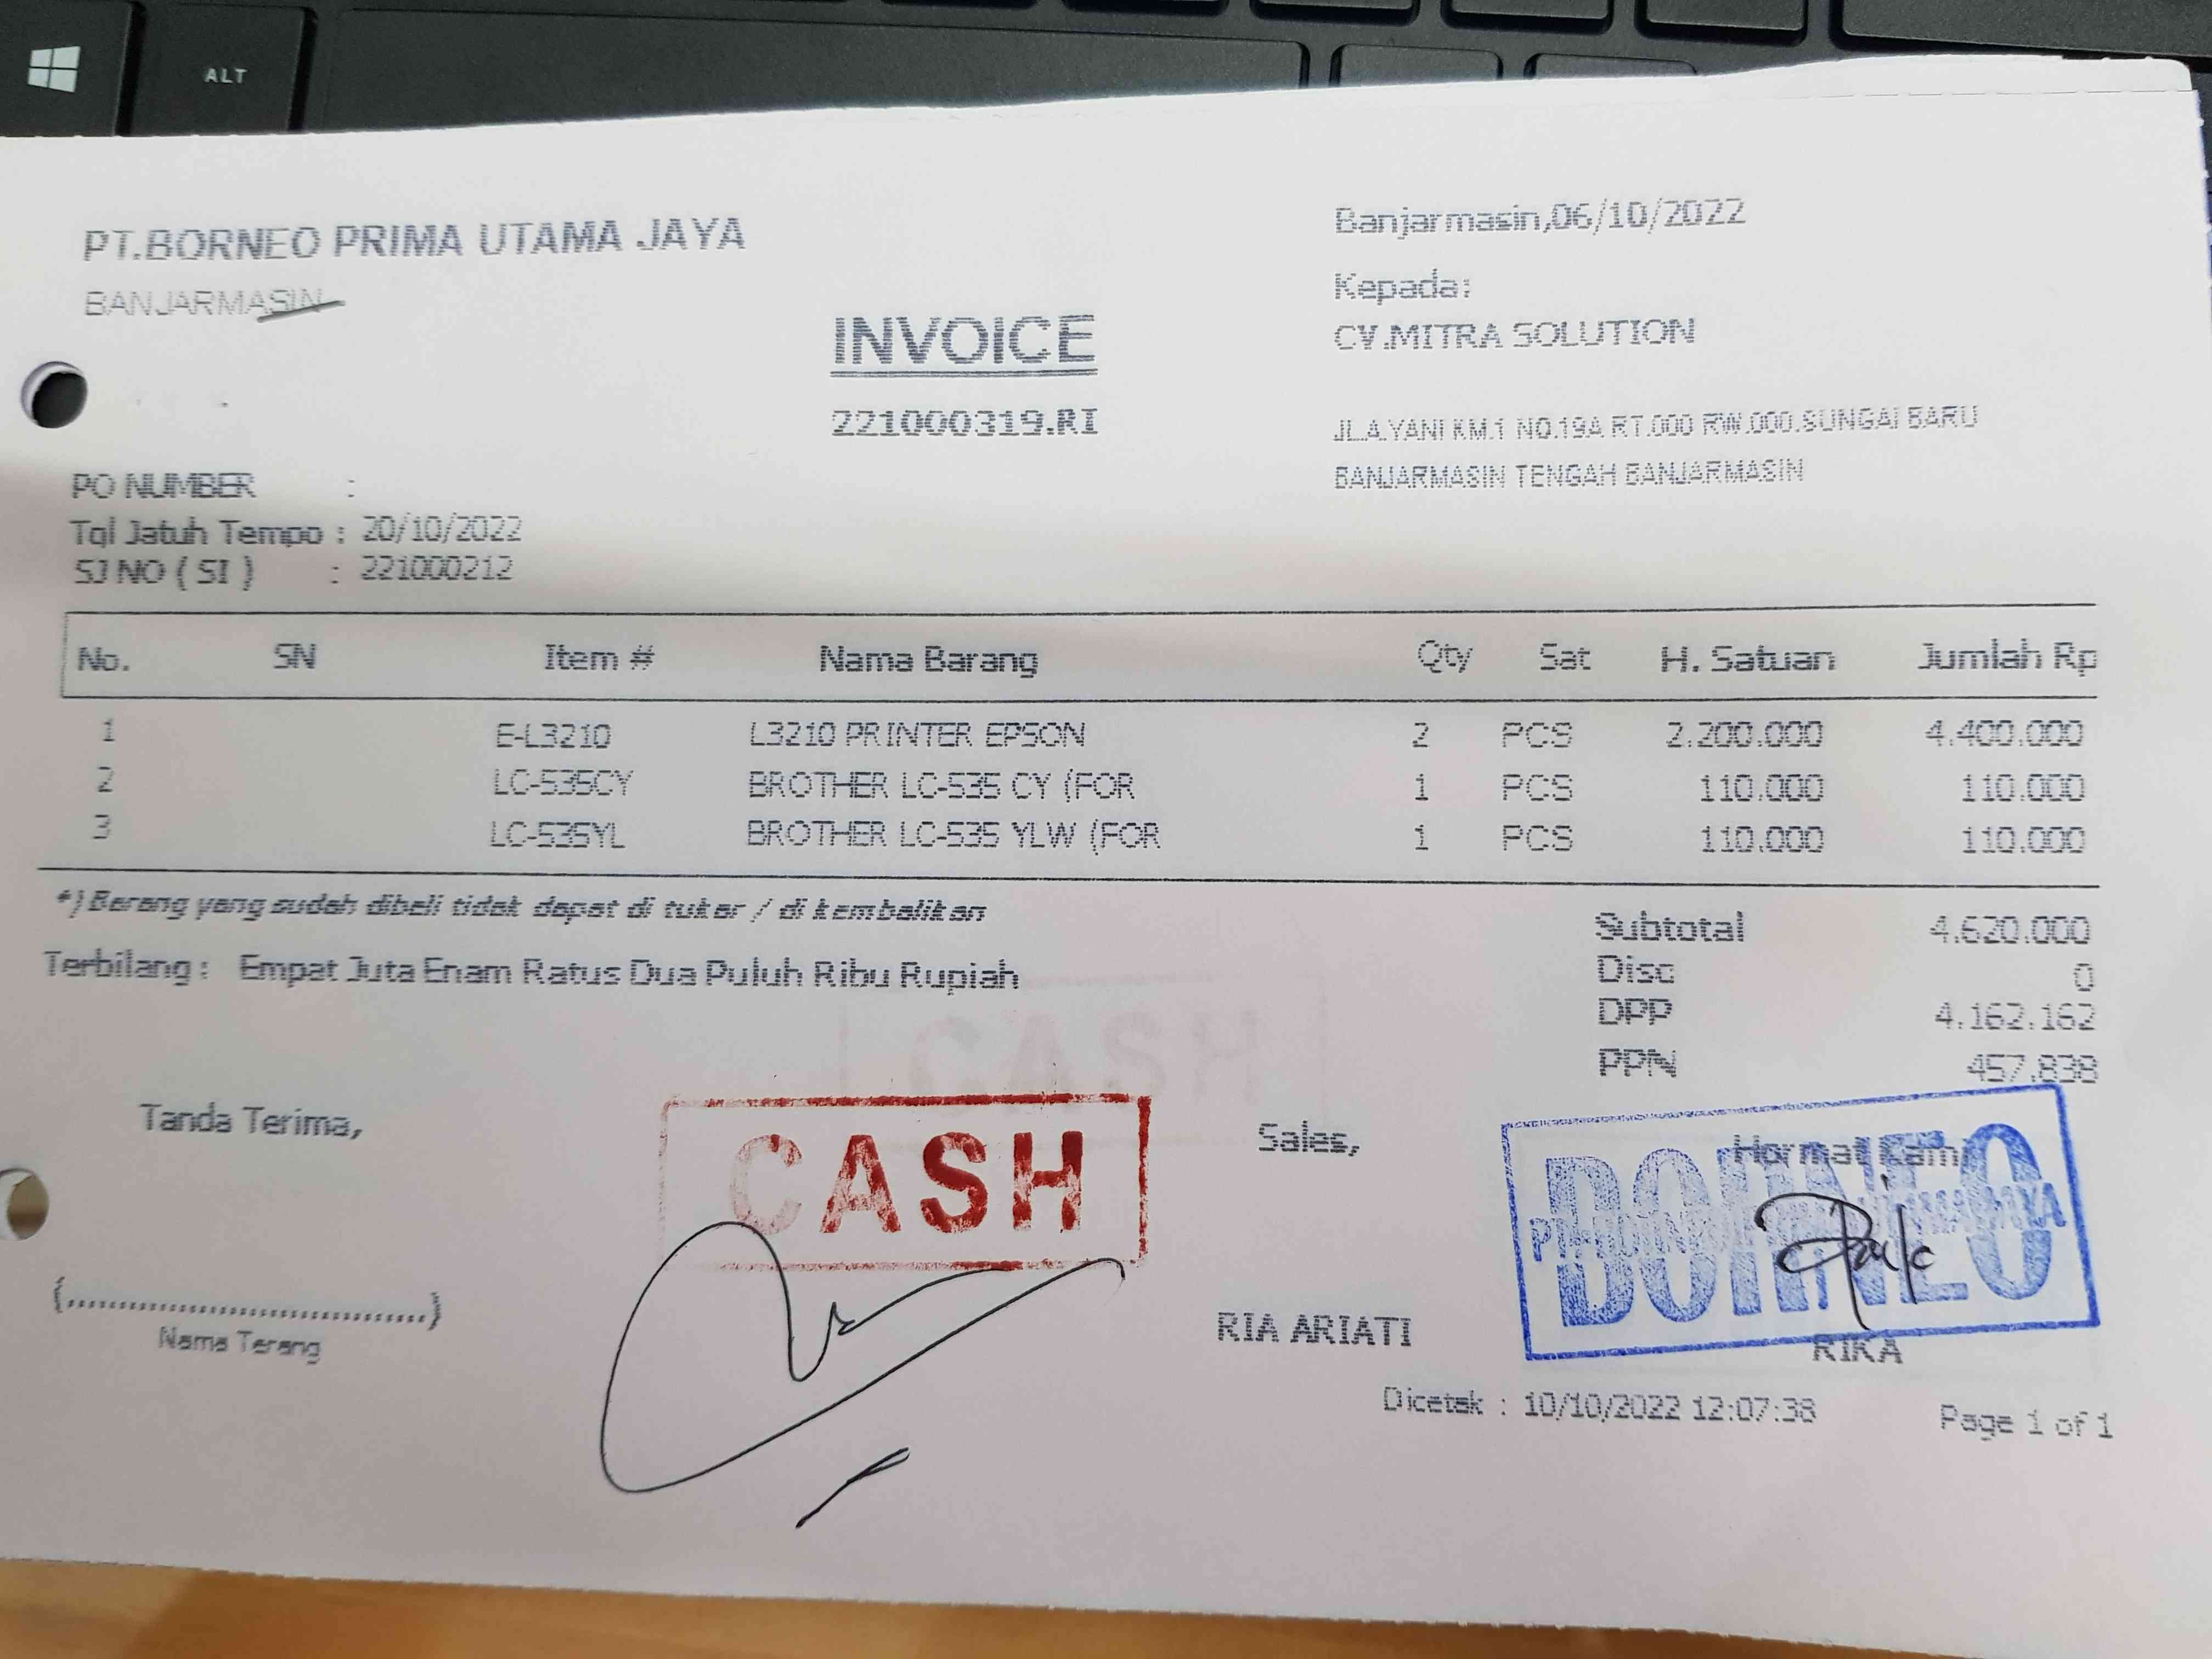 ALT
PT.BORNEO PRIMA UTAMA JAYA
BANJARMASIN
INVOICE
221000319.RI
Banjarmasin,06/10/2022
Kepada:
CV.MITRA SOLUTION
JL.A.YANI KM.1 NO.19A RT.000 RW.000.SUNGAI BARU
BANJARMASIN TENGAH BANJARMASIN
PO NUMBER :
Tgl Jatuh Tempo : 20/10/2022
SJ NO ( SI ) : 221000212
No. SN Item # Nama Barang Qty Sat H. Satuan Jumlah Rp
1 E-L3210 L3210 PRINTER EPSON 2 PCS 2.200.000 4.400.000
2 LC-535CY BROTHER LC-535 CY (FOR 1 PCS 110.000 110.000
3 LC-535YL BROTHER LC-535 YLW (FOR 1 PCS 110.000 110.000
*) Barang yang sudah dibeli tidak dapat di tukar / di kembalikan
Terbilang : Empat Juta Enam Ratus Dua Puluh Ribu Rupiah
Subtotal 4.620.000
Disc 0
DPP 4.162.162
PPN 457.838
Tanda Terima,
CASH
Sales,
Hormat Kami
BORNEO
(..................................)
Nama Terang
RIA ARIATI
RIKA
Dicetak : 10/10/2022 12:07:38
Page 1 of 1